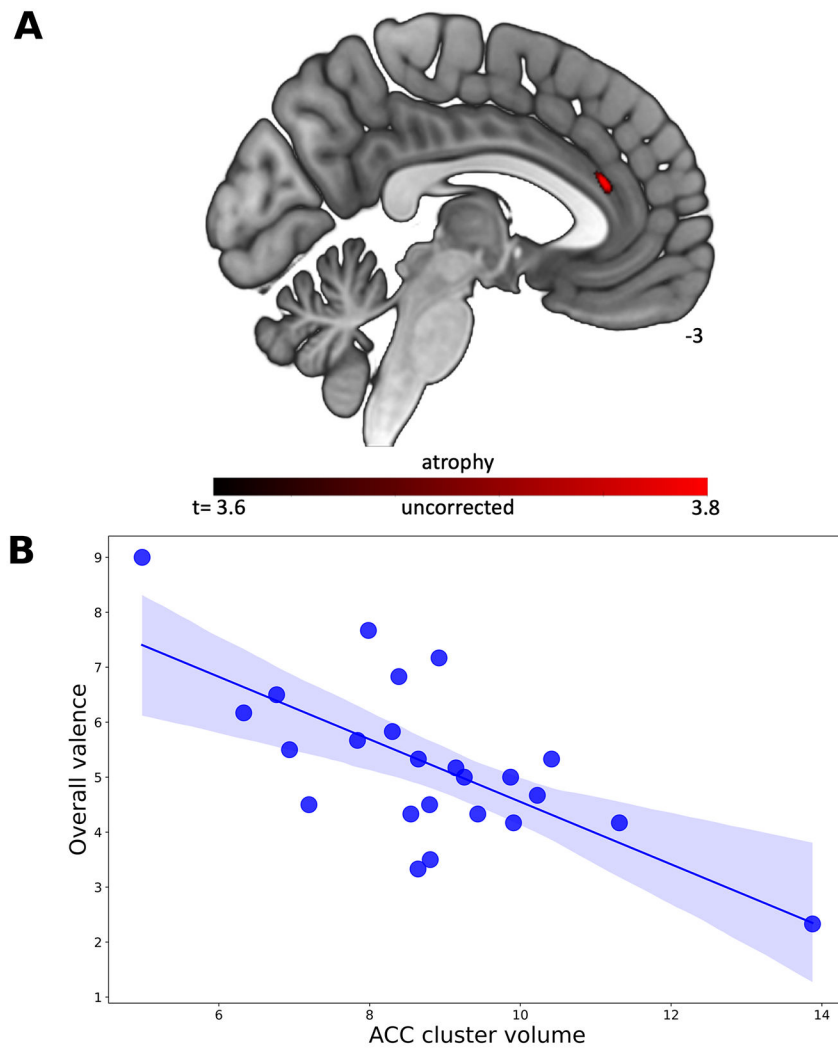 A
-3
atrophy
t= 3.6 uncorrected 3.8
B
9
8
7
6
5
4
3
2
1
Overall valence
6 8 10 12 14
ACC cluster volume